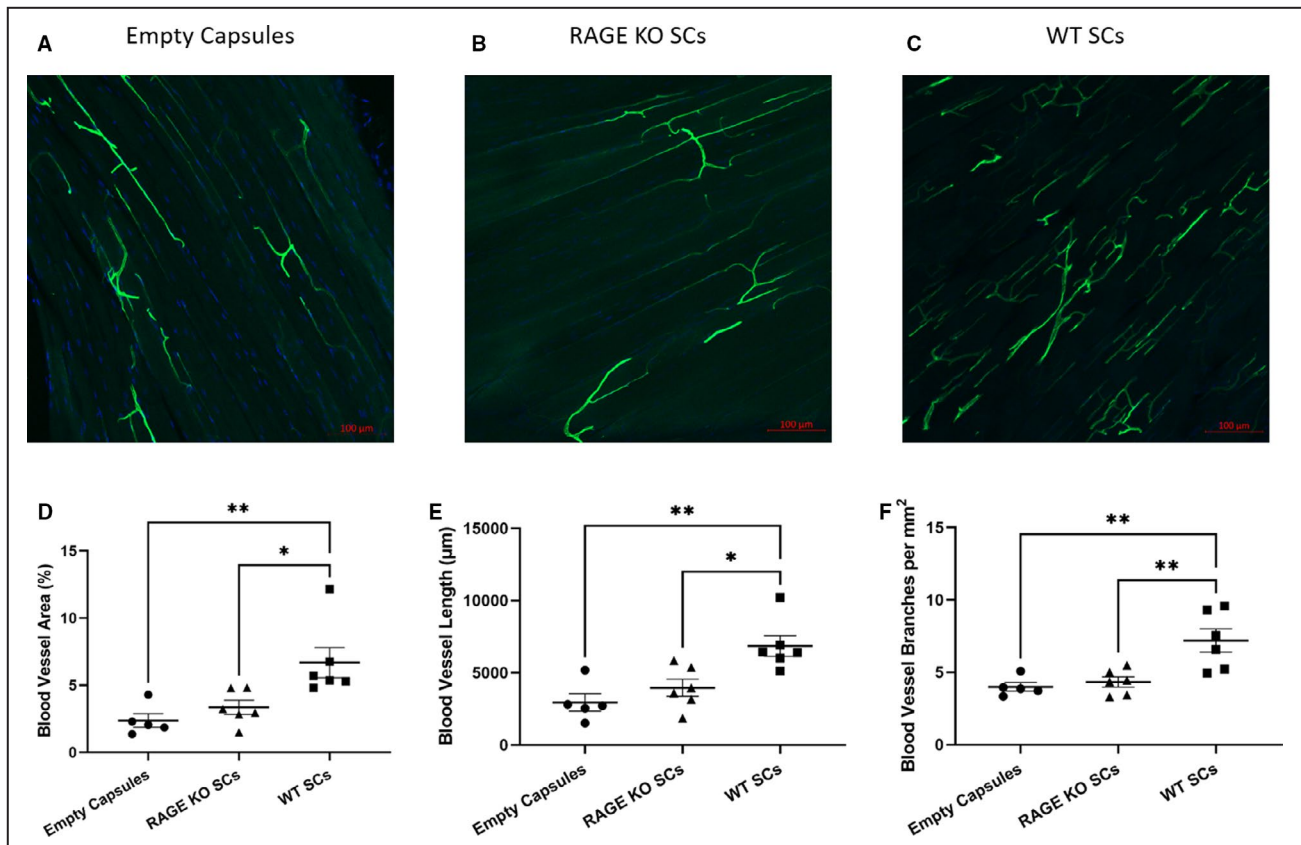 A Empty Capsules
B RAGE KO SCs
C WT SCs
100 µm
100 µm
100 µm
D
**
*
Blood Vessel Area (%)
15
10
5
0
Empty Capsules
RAGE KO SCs
WT SCs
E
**
*
Blood Vessel Length (µm)
15000
10000
5000
0
Empty Capsules
RAGE KO SCs
WT SCs
F
**
**
Blood Vessel Branches per mm²
15
10
5
0
Empty Capsules
RAGE KO SCs
WT SCs